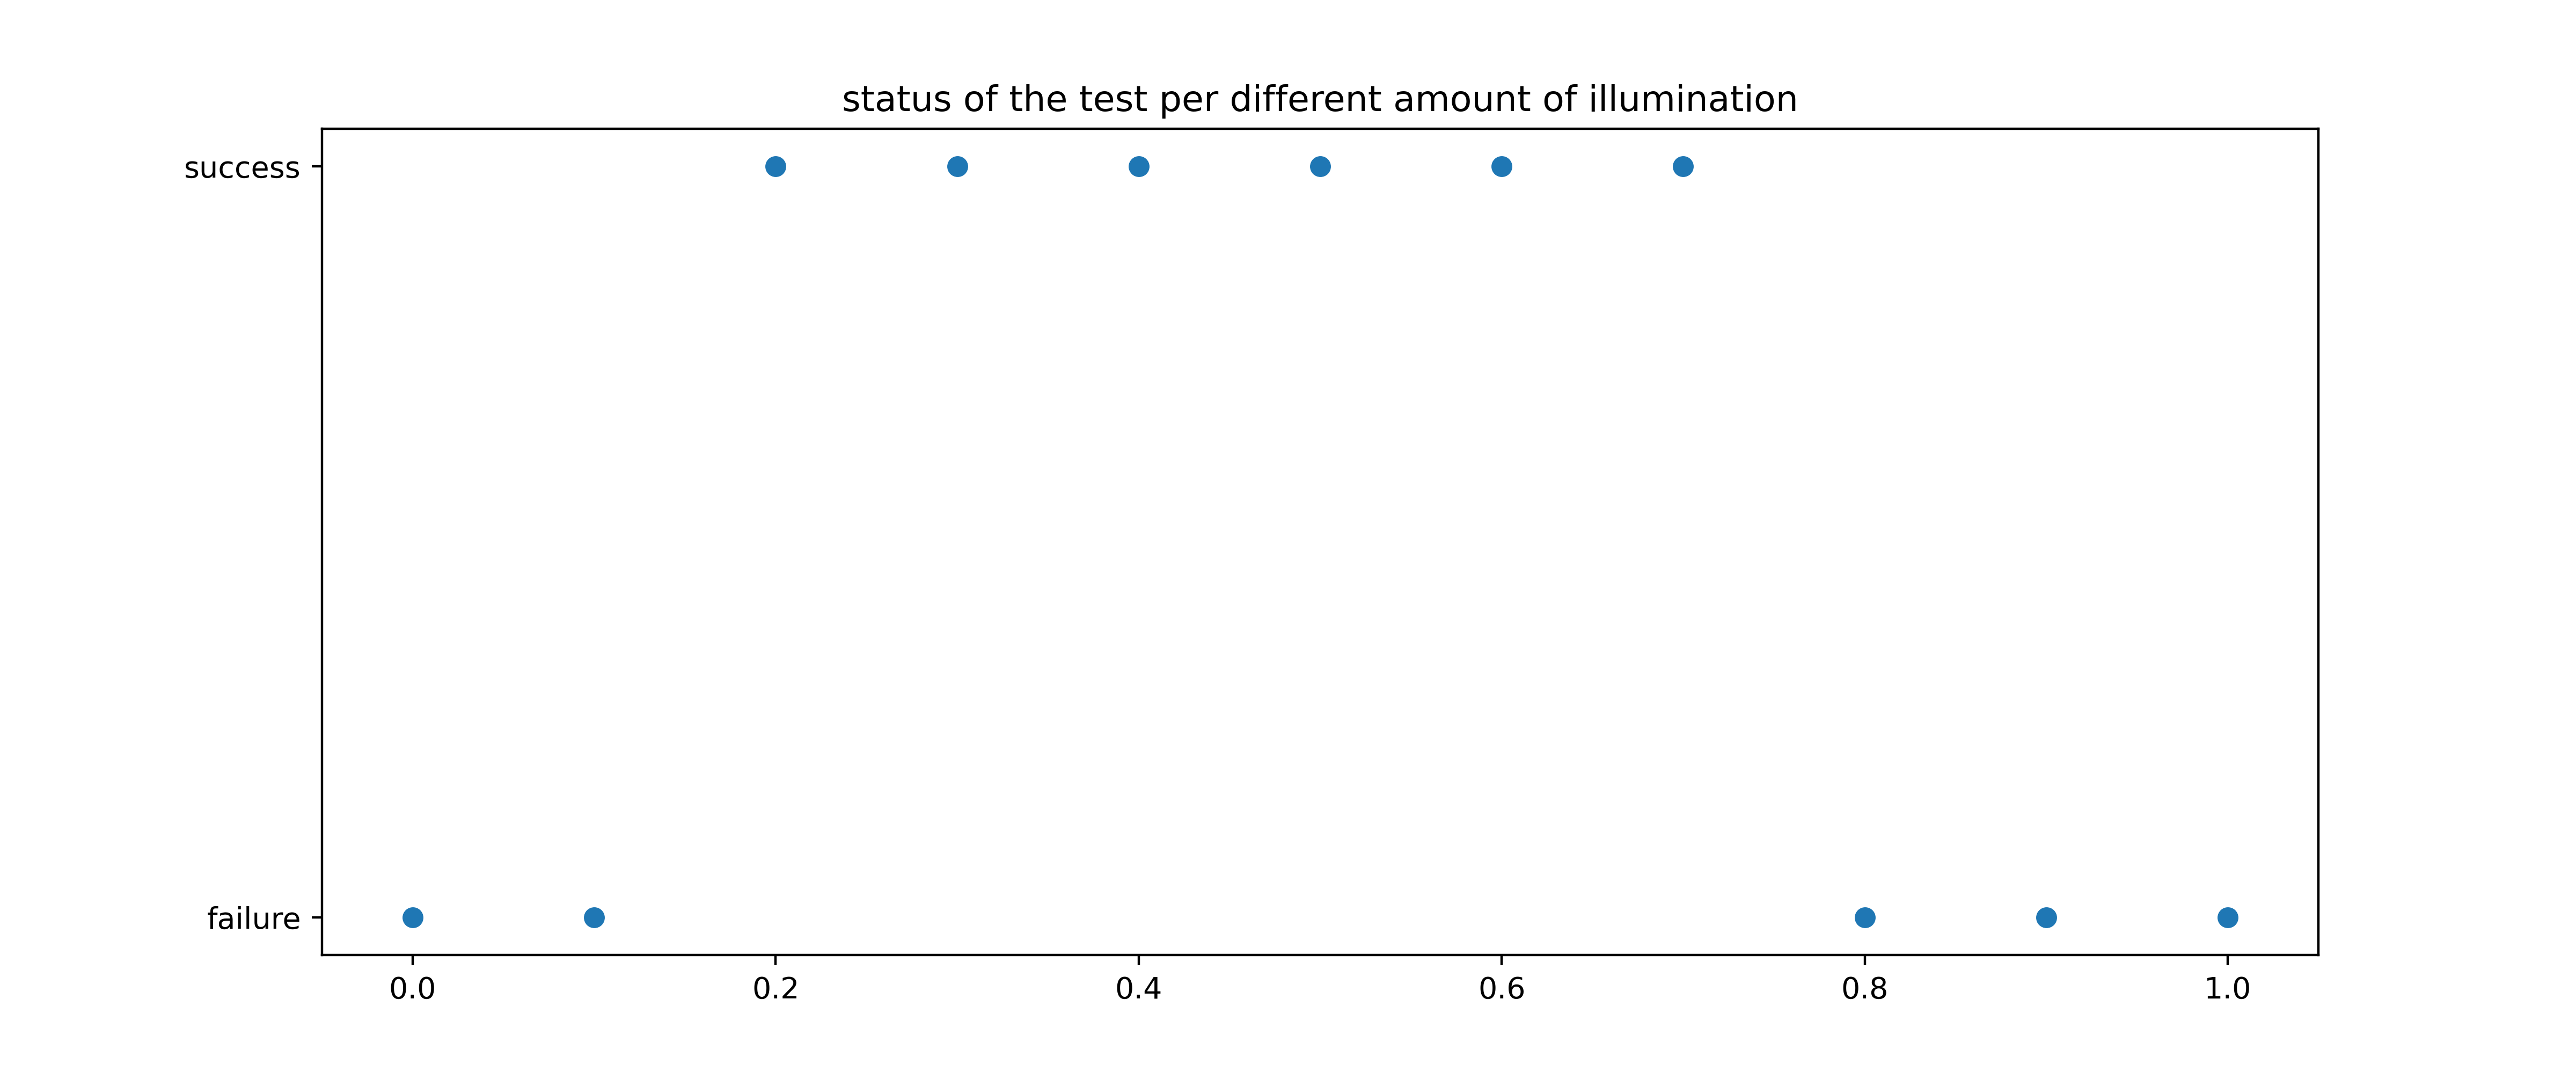 status of the test per different amount of illumination
success
failure
0.0 0.2 0.4 0.6 0.8 1.0